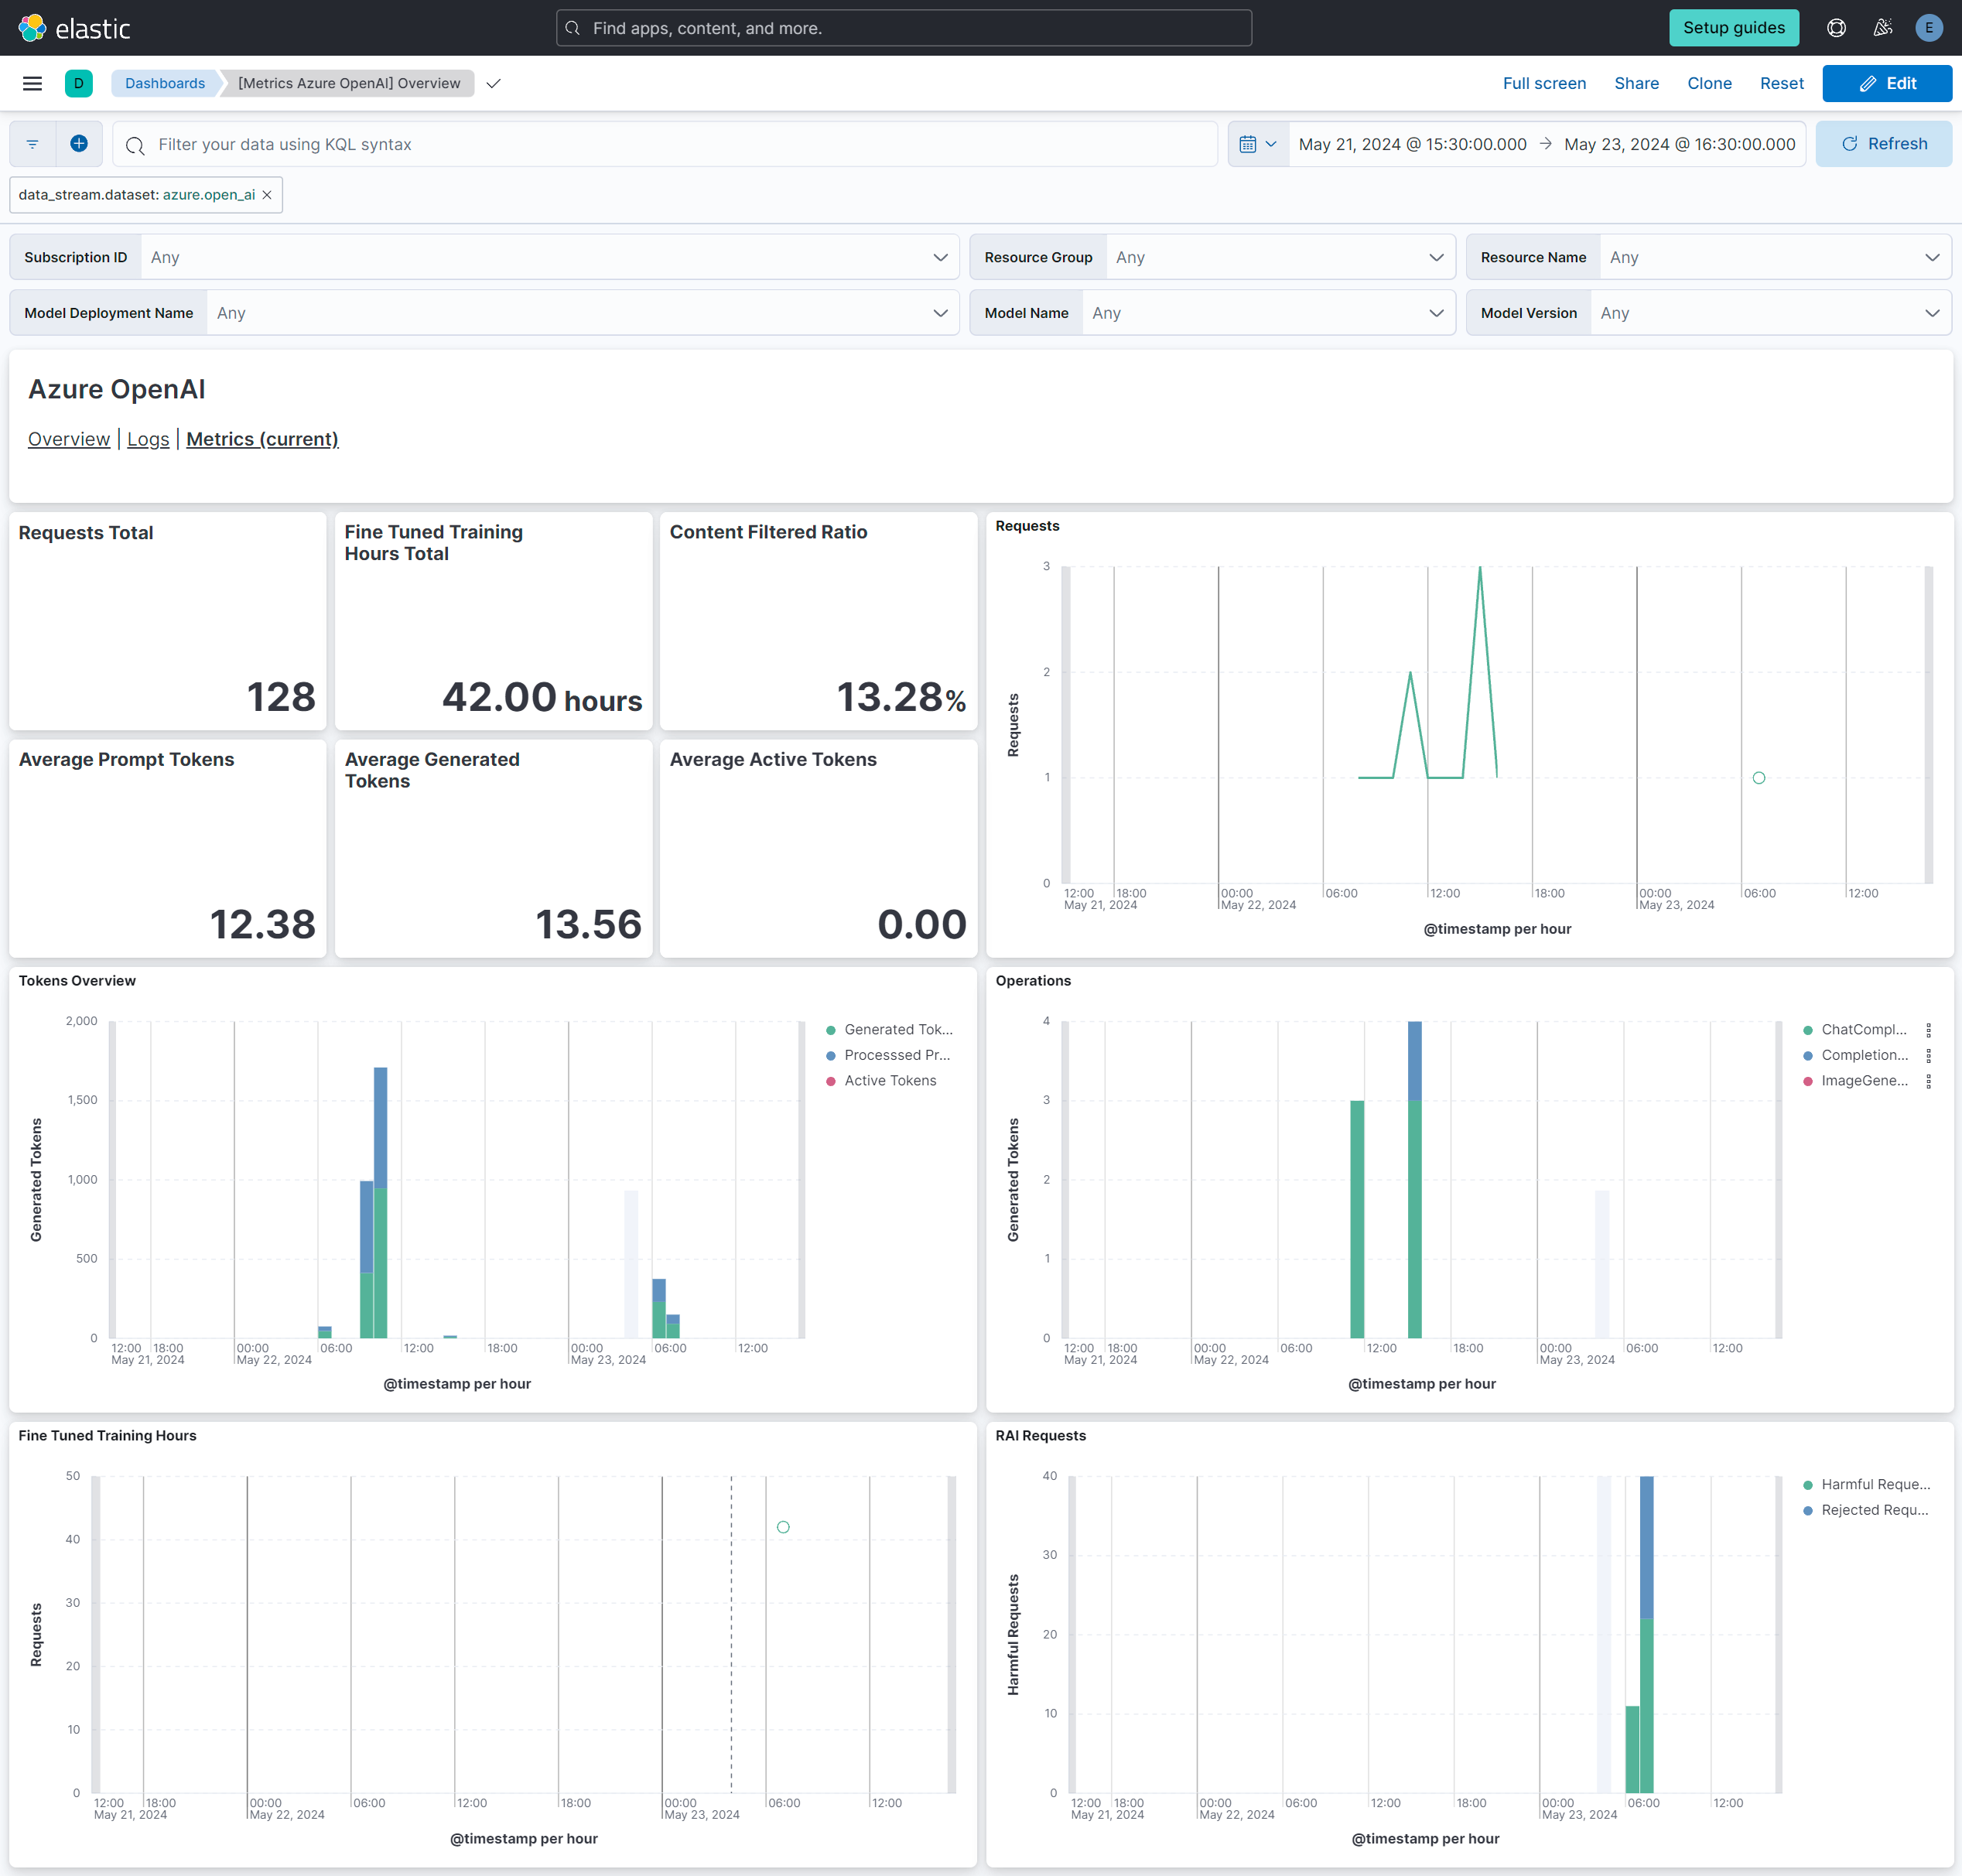 elastic
Find apps, content, and more.
Setup guides
E
D
Dashboards
[Metrics Azure OpenAI] Overview
Full screen
Share
Clone
Reset
Edit
Filter your data using KQL syntax
May 21, 2024 @ 15:30:00.000 → May 23, 2024 @ 16:30:00.000
Refresh
data_stream.dataset: azure.open_ai ×
Subscription ID Any
Resource Group Any
Resource Name Any
Model Deployment Name Any
Model Name Any
Model Version Any
Azure OpenAI
Overview | Logs | Metrics (current)
Requests Total
128
Fine Tuned Training
Hours Total
42.00 hours
Content Filtered Ratio
13.28%
Average Prompt Tokens
12.38
Average Generated
Tokens
13.56
Average Active Tokens
0.00
Requests
Requests
3
2
1
0
12:00 18:00 00:00 06:00 12:00 18:00 00:00 06:00 12:00
May 21, 2024 May 22, 2024 May 23, 2024
@timestamp per hour
Tokens Overview
Generated Tokens
2,000
1,500
1,000
500
0
12:00 18:00 00:00 06:00 12:00 18:00 00:00 06:00 12:00
May 21, 2024 May 22, 2024 May 23, 2024
@timestamp per hour
Generated Tok...
Processsed Pr...
Active Tokens
Operations
Generated Tokens
4
3
2
1
0
12:00 18:00 00:00 06:00 12:00 18:00 00:00 06:00 12:00
May 21, 2024 May 22, 2024 May 23, 2024
@timestamp per hour
ChatCompl...
Completion...
ImageGene...
Fine Tuned Training Hours
Requests
50
40
30
20
10
0
12:00 18:00 00:00 06:00 12:00 18:00 00:00 06:00 12:00
May 21, 2024 May 22, 2024 May 23, 2024
@timestamp per hour
RAI Requests
Harmful Requests
40
30
20
10
0
12:00 18:00 00:00 06:00 12:00 18:00 00:00 06:00 12:00
May 21, 2024 May 22, 2024 May 23, 2024
@timestamp per hour
Harmful Reque...
Rejected Requ...